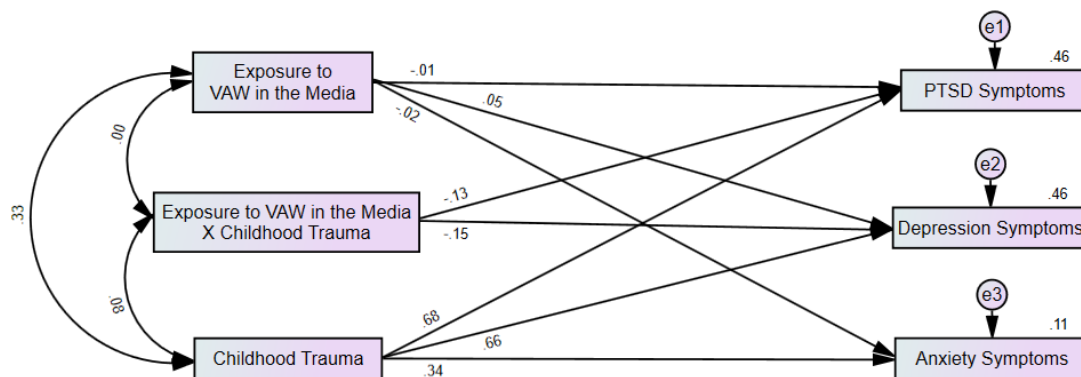 e1
.46
Exposure to
VAW in the Media
-.01
PTSD Symptoms
.05
-.02
.00
e2
.33
-.13
.46
Exposure to VAW in the Media
X Childhood Trauma
-.15
Depression Symptoms
.08
e3
.68
.11
.66
Childhood Trauma
.34
Anxiety Symptoms